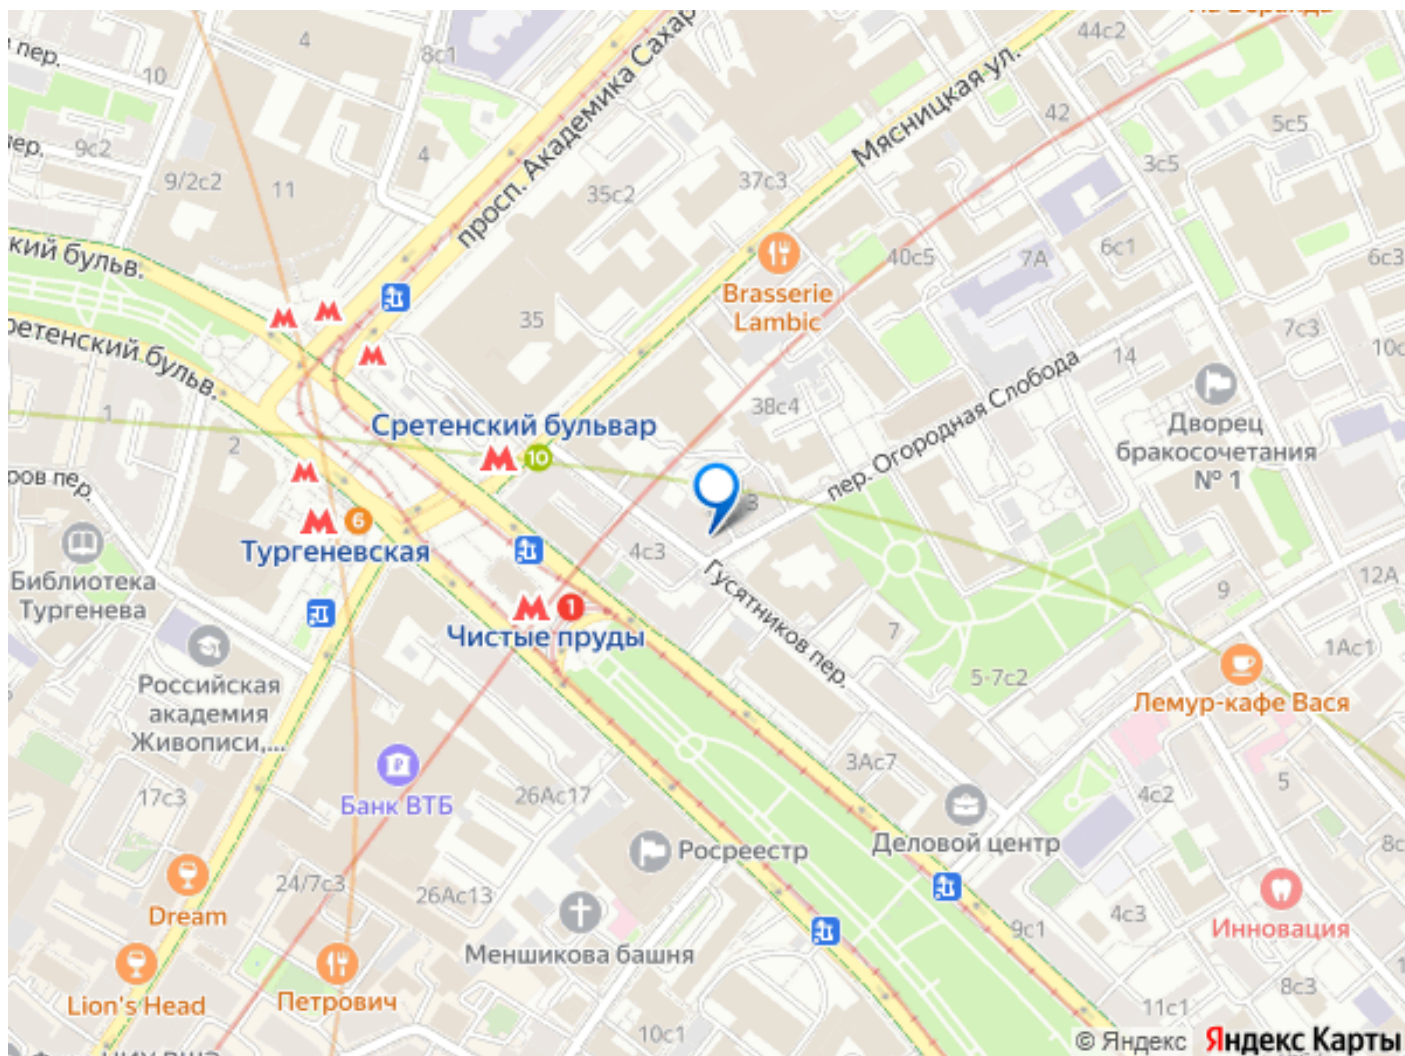 пер.
10
4
8с1
просп. Академика Сахар
44с2
Мясницкая ул.
42
5с5
3с5
ер.
9с2
9/2с2
11
4
35с2
37с3
кий бульв.
ретенский бульв.
Brasserie
Lambic
40с5
7А
6с1
6с3
35
7с3
10с
14
38с4
пер. Огородная Слобода
Дворец
бракосочетания
№ 1
1
2
Сретенский бульвар
10
ров пер.
6
Тургеневская
Библиотека
Тургенева
3
4с3
Гусятников пер.
1
Чистые пруды
7
5-7с2
9
12А
1Ас1
Лемур-кафе Вася
Российская
академия
Живописи,...
17с3
Банк ВТБ
26Ас17
3Ас7
Деловой центр
4с2
5
8с
Росреестр
24/7с3
26Ас13
Dream
Меншикова башня
9с1
4с3
Инновация
Lion's Head
Петрович
8с3
10с1
11с1
© Яндекс
Яндекс Карты